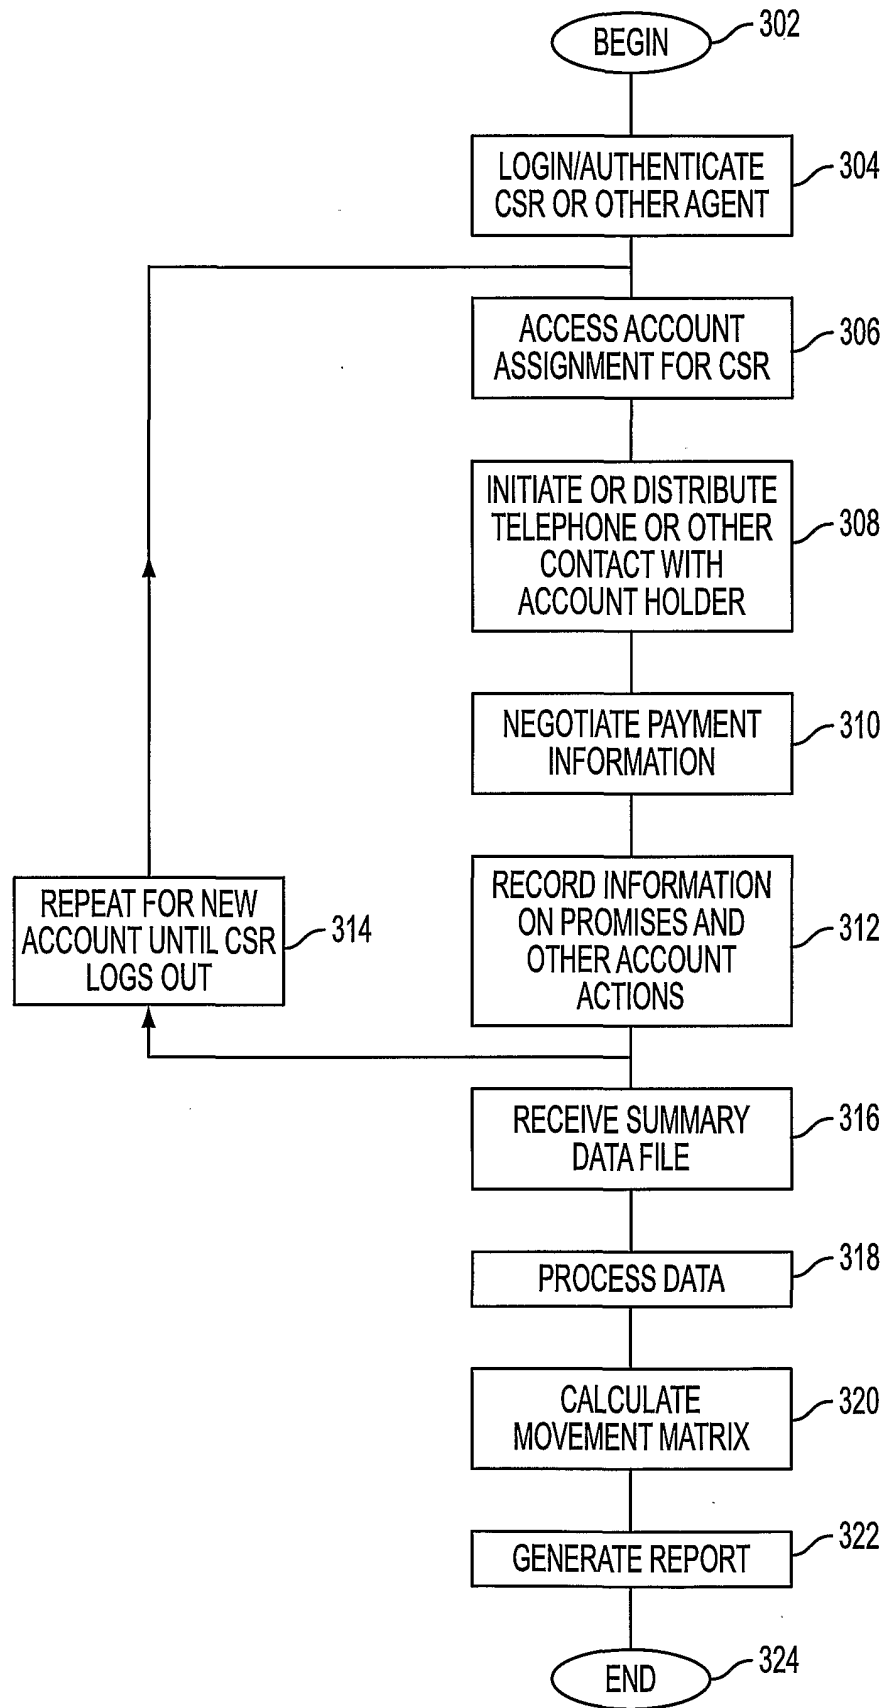 BEGIN
302
LOGIN/AUTHENTICATE
CSR OR OTHER AGENT
304
ACCESS ACCOUNT
ASSIGNMENT FOR CSR
306
INITIATE OR DISTRIBUTE
TELEPHONE OR OTHER
CONTACT WITH
ACCOUNT HOLDER
308
NEGOTIATE PAYMENT
INFORMATION
310
RECORD INFORMATION
ON PROMISES AND
OTHER ACCOUNT
ACTIONS
312
REPEAT FOR NEW
ACCOUNT UNTIL CSR
LOGS OUT
314
RECEIVE SUMMARY
DATA FILE
316
PROCESS DATA
318
CALCULATE
MOVEMENT MATRIX
320
GENERATE REPORT
322
END
324